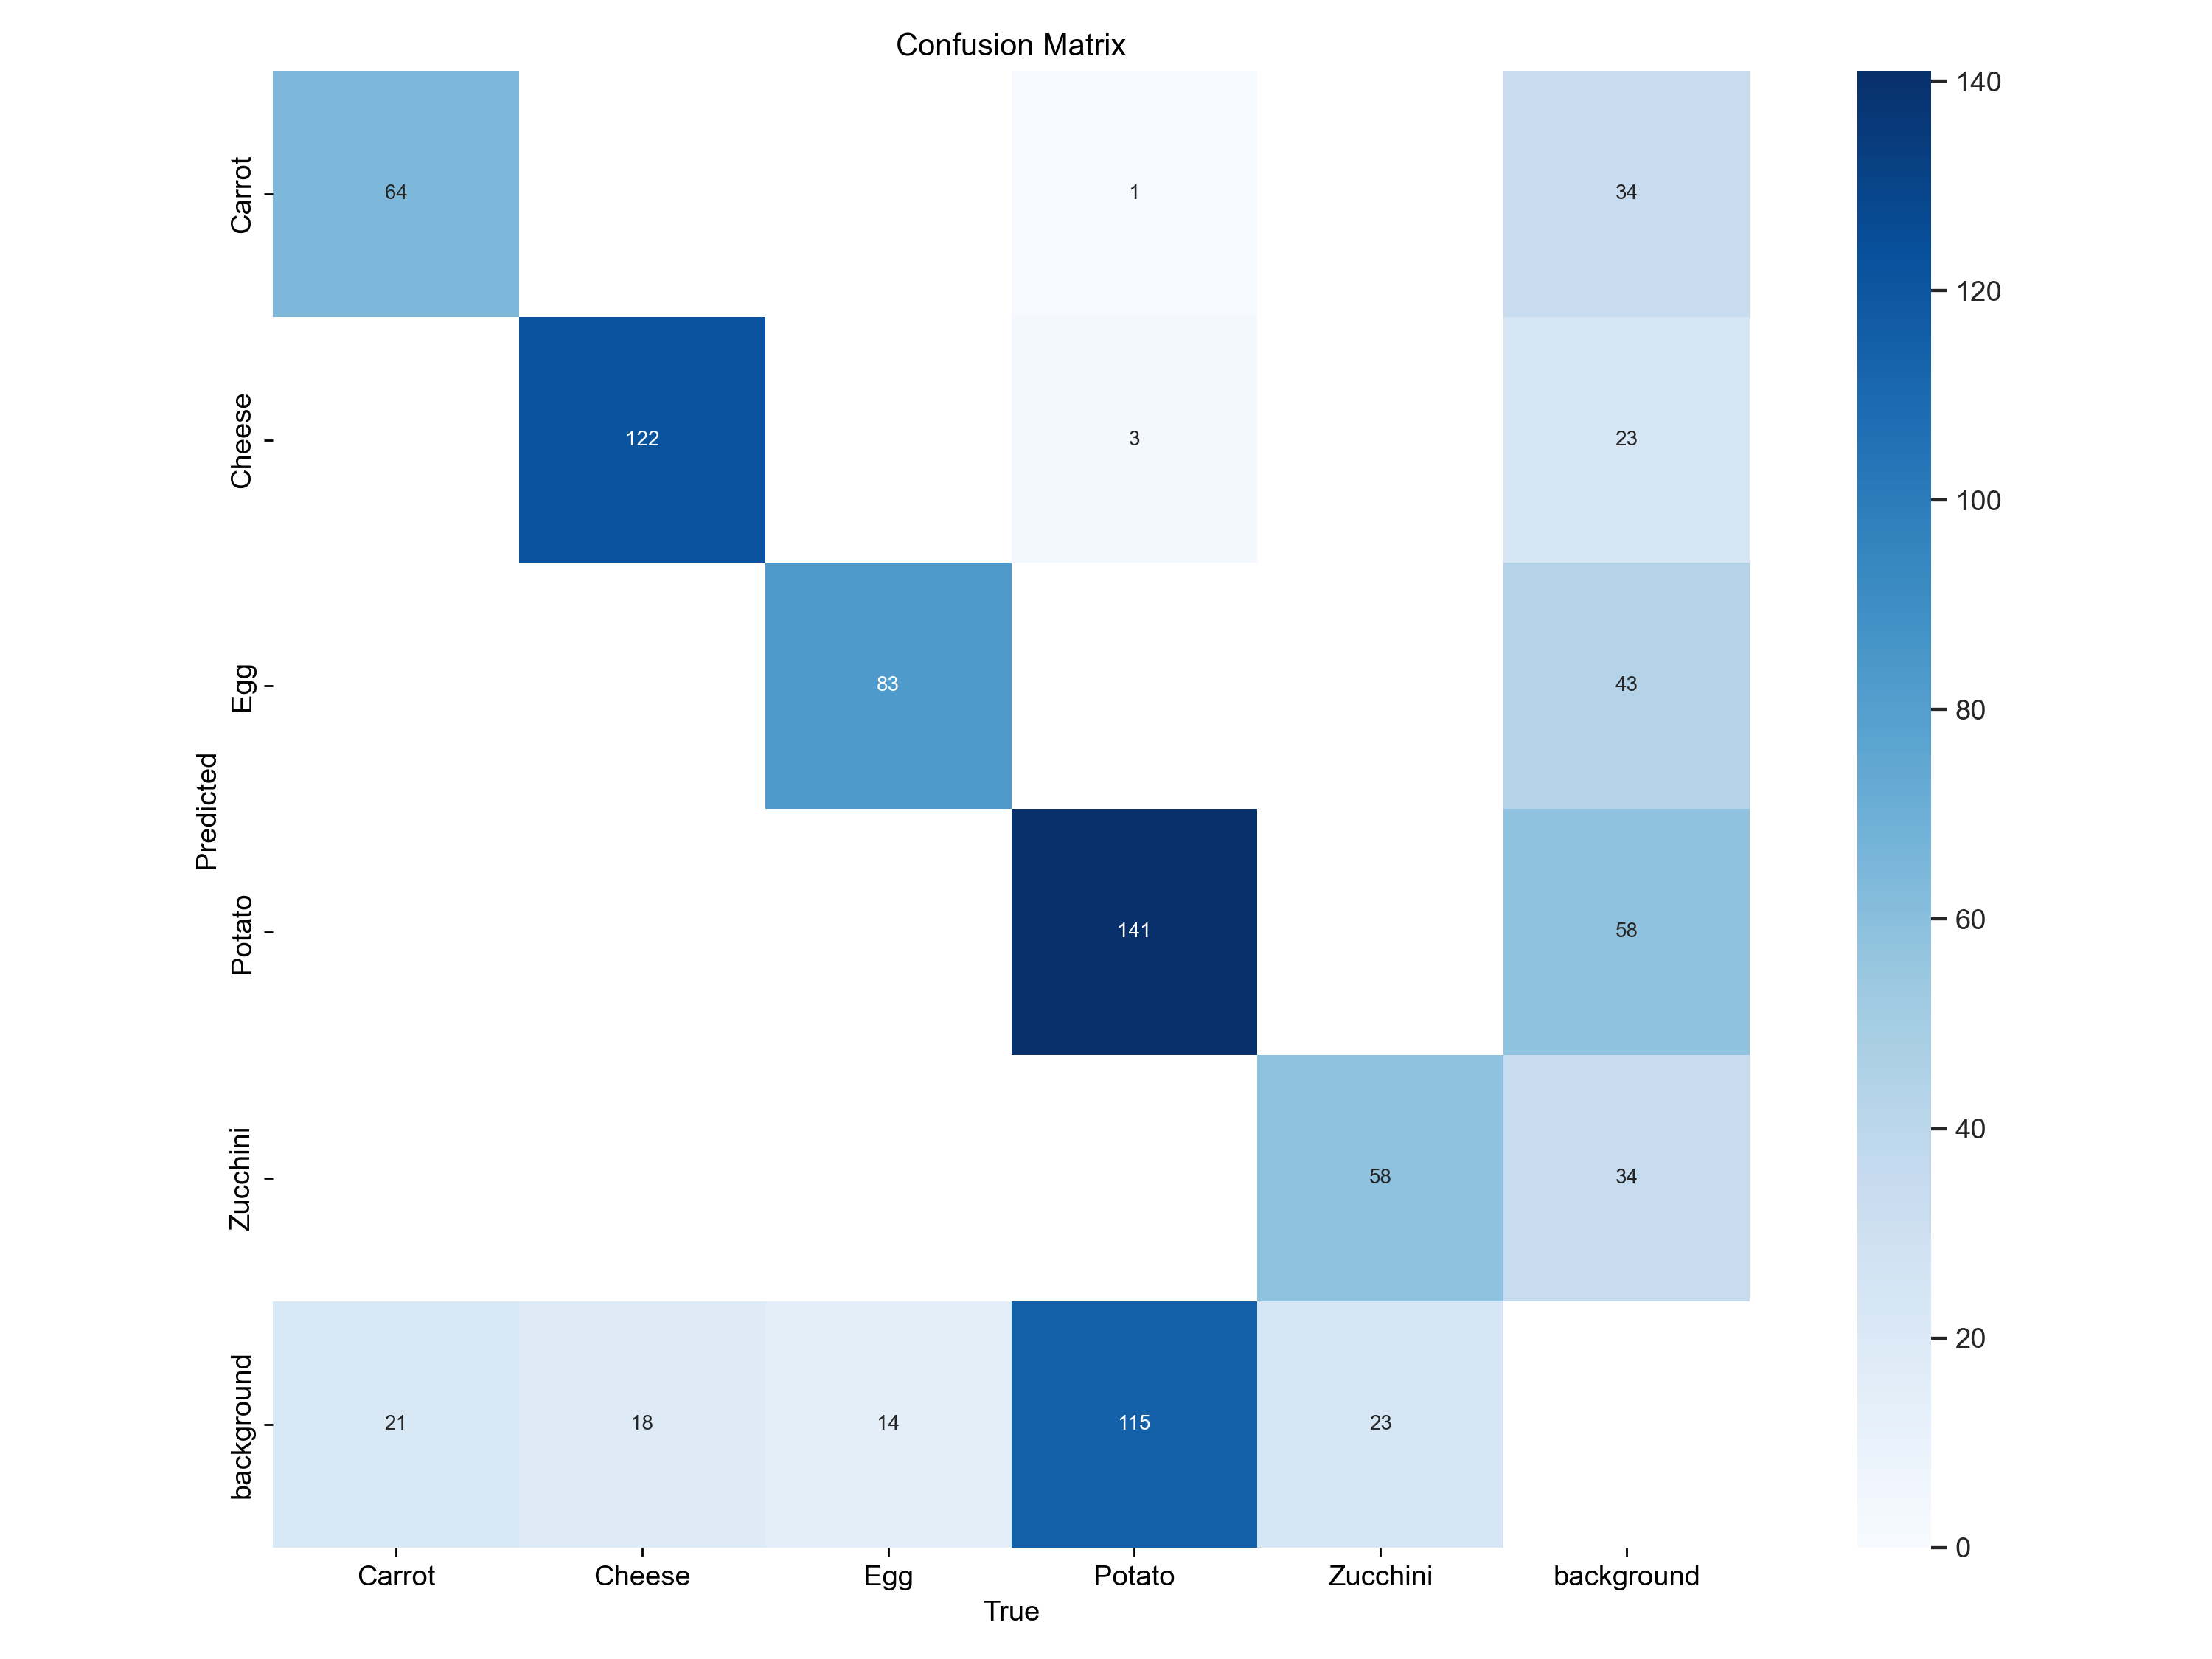 Confusion Matrix
Carrot
64
1
34
Cheese
122
3
23
Egg
83
43
Potato
141
58
Zucchini
58
34
background
21
18
14
115
23
Predicted
Carrot
Cheese
Egg
Potato
Zucchini
background
True
140
120
100
80
60
40
20
0